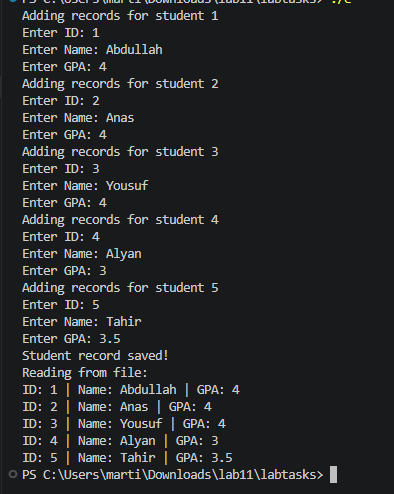 PS C:\Users\marti\Downloads\lab11\labtasks> ./c
Adding records for student 1
Enter ID: 1
Enter Name: Abdullah
Enter GPA: 4
Adding records for student 2
Enter ID: 2
Enter Name: Anas
Enter GPA: 4
Adding records for student 3
Enter ID: 3
Enter Name: Yousuf
Enter GPA: 4
Adding records for student 4
Enter ID: 4
Enter Name: Alyan
Enter GPA: 3
Adding records for student 5
Enter ID: 5
Enter Name: Tahir
Enter GPA: 3.5
Student record saved!
Reading from file:
ID: 1 | Name: Abdullah | GPA: 4
ID: 2 | Name: Anas | GPA: 4
ID: 3 | Name: Yousuf | GPA: 4
ID: 4 | Name: Alyan | GPA: 3
ID: 5 | Name: Tahir | GPA: 3.5
PS C:\Users\marti\Downloads\lab11\labtasks>